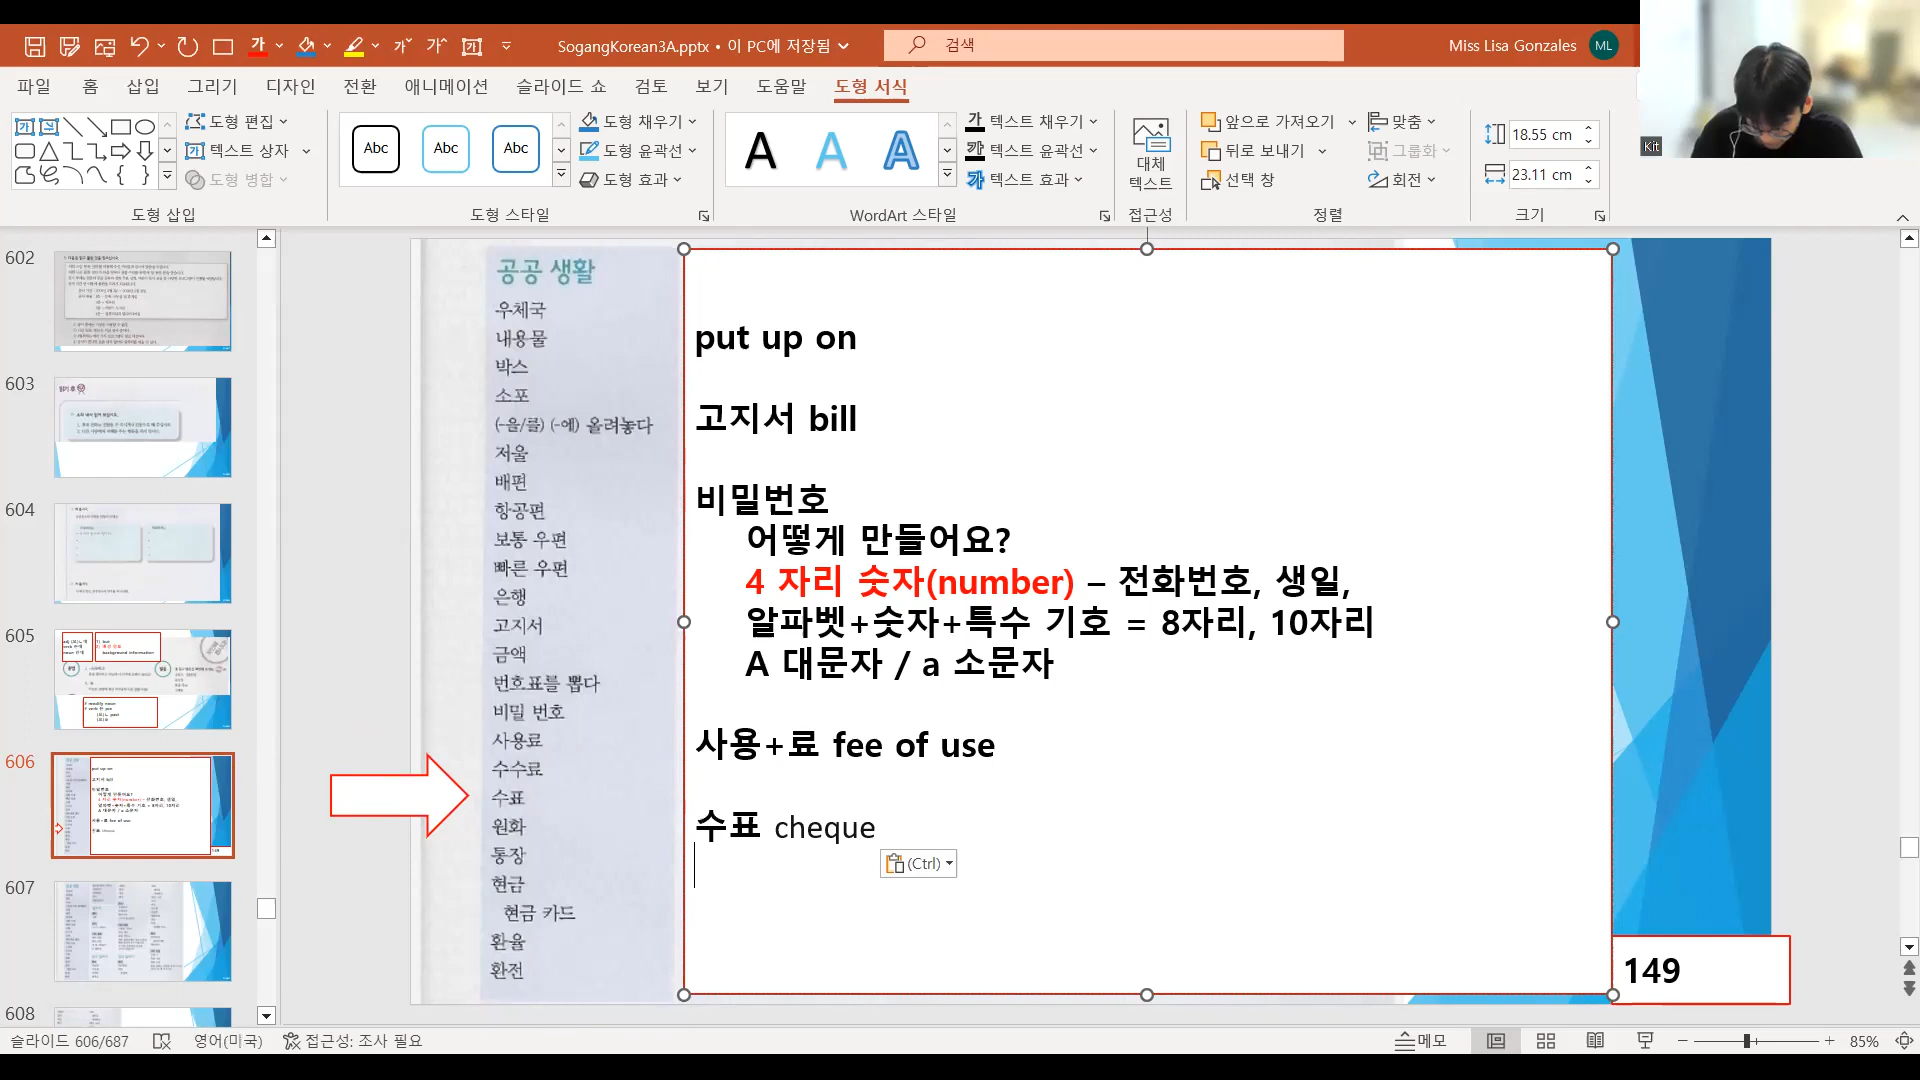 SogangKorean3A.pptx • 이 PC에 저장됨
검색
Miss Lisa Gonzales
ML
파일 홈 삽입 그리기 디자인 전환 애니메이션 슬라이드 쇼 검토 보기 도움말 도형 서식
도형 편집
텍스트 상자
도형 병합
도형 삽입
Abc Abc Abc
도형 채우기
도형 윤곽선
도형 효과
도형 스타일
A A A
텍스트 채우기
텍스트 윤곽선
텍스트 효과
WordArt 스타일
대체
텍스트
접근성
앞으로 가져오기
뒤로 보내기
선택 창
맞춤
그룹화
회전
정렬
18.55 cm
23.11 cm
크기
Kit
602
603
604
605
606
607
608
공공 생활
우체국
내용물
박스
소포
(-을/를) (-에) 올려놓다
저울
배편
항공편
보통 우편
빠른 우편
은행
고지서
금액
번호표를 뽑다
비밀 번호
사용료
수수료
수표
원화
통장
현금
현금 카드
환율
환전
put up on
고지서 bill
비밀번호
어떻게 만들어요?
4 자리 숫자(number) – 전화번호, 생일,
알파벳+숫자+특수 기호 = 8자리, 10자리
A 대문자 / a 소문자
사용+료 fee of use
수표 cheque
(Ctrl)
149
슬라이드 606/687
영어(미국)
접근성: 조사 필요
메모
85%